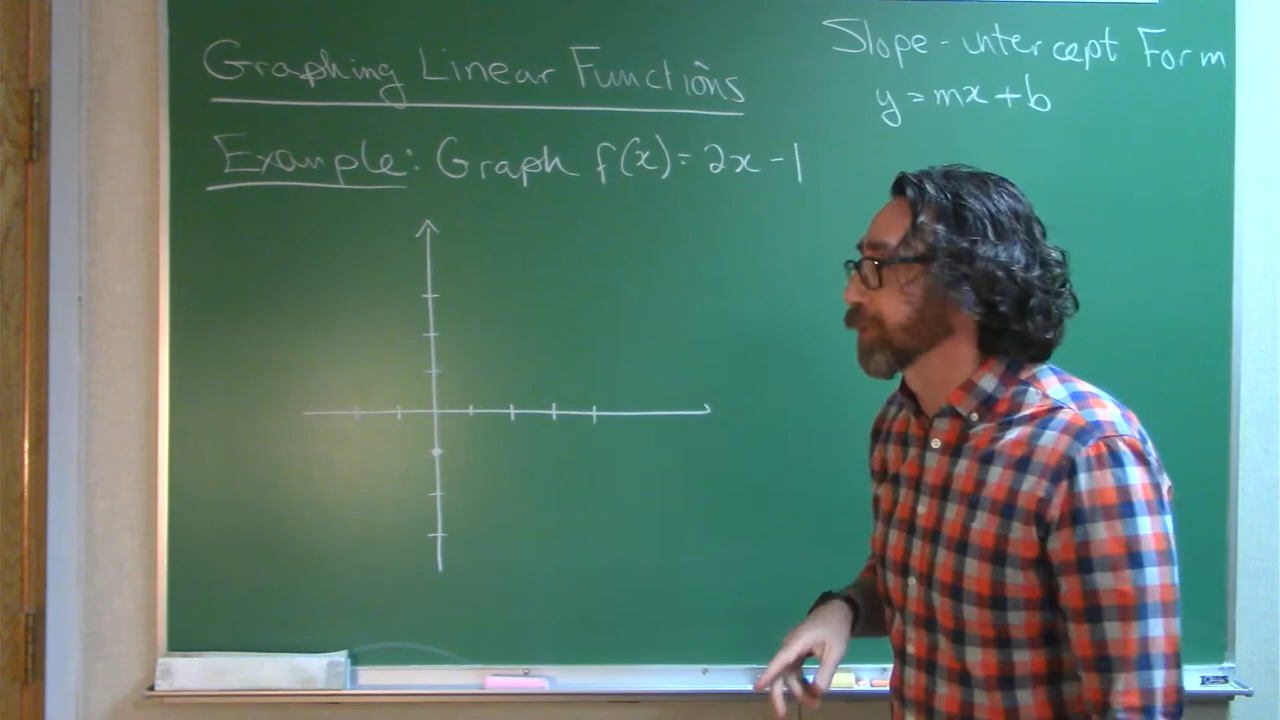 Graphing Linear Functions
Example: Graph f(x)=2x-1
Slope-intercept Form
y=mx+b